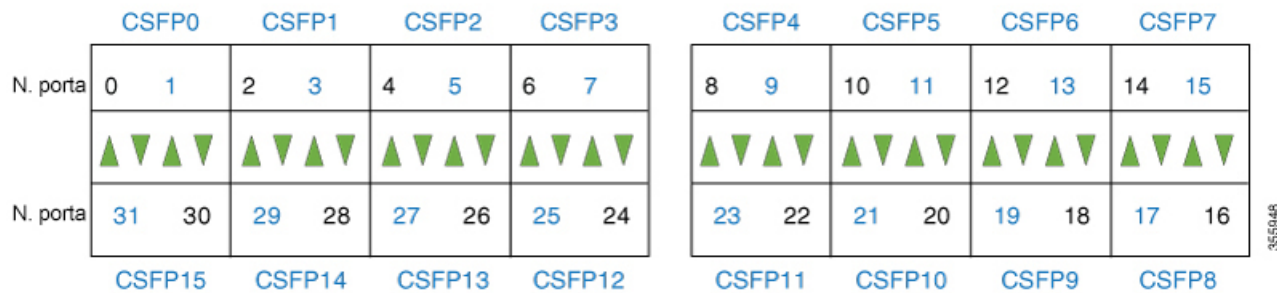 CSFP0 CSFP1 CSFP2 CSFP3 CSFP4 CSFP5 CSFP6 CSFP7
N. porta 0 1 2 3 4 5 6 7 8 9 10 11 12 13 14 15
N. porta 31 30 29 28 27 26 25 24 23 22 21 20 19 18 17 16
CSFP15 CSFP14 CSFP13 CSFP12 CSFP11 CSFP10 CSFP9 CSFP8
355948